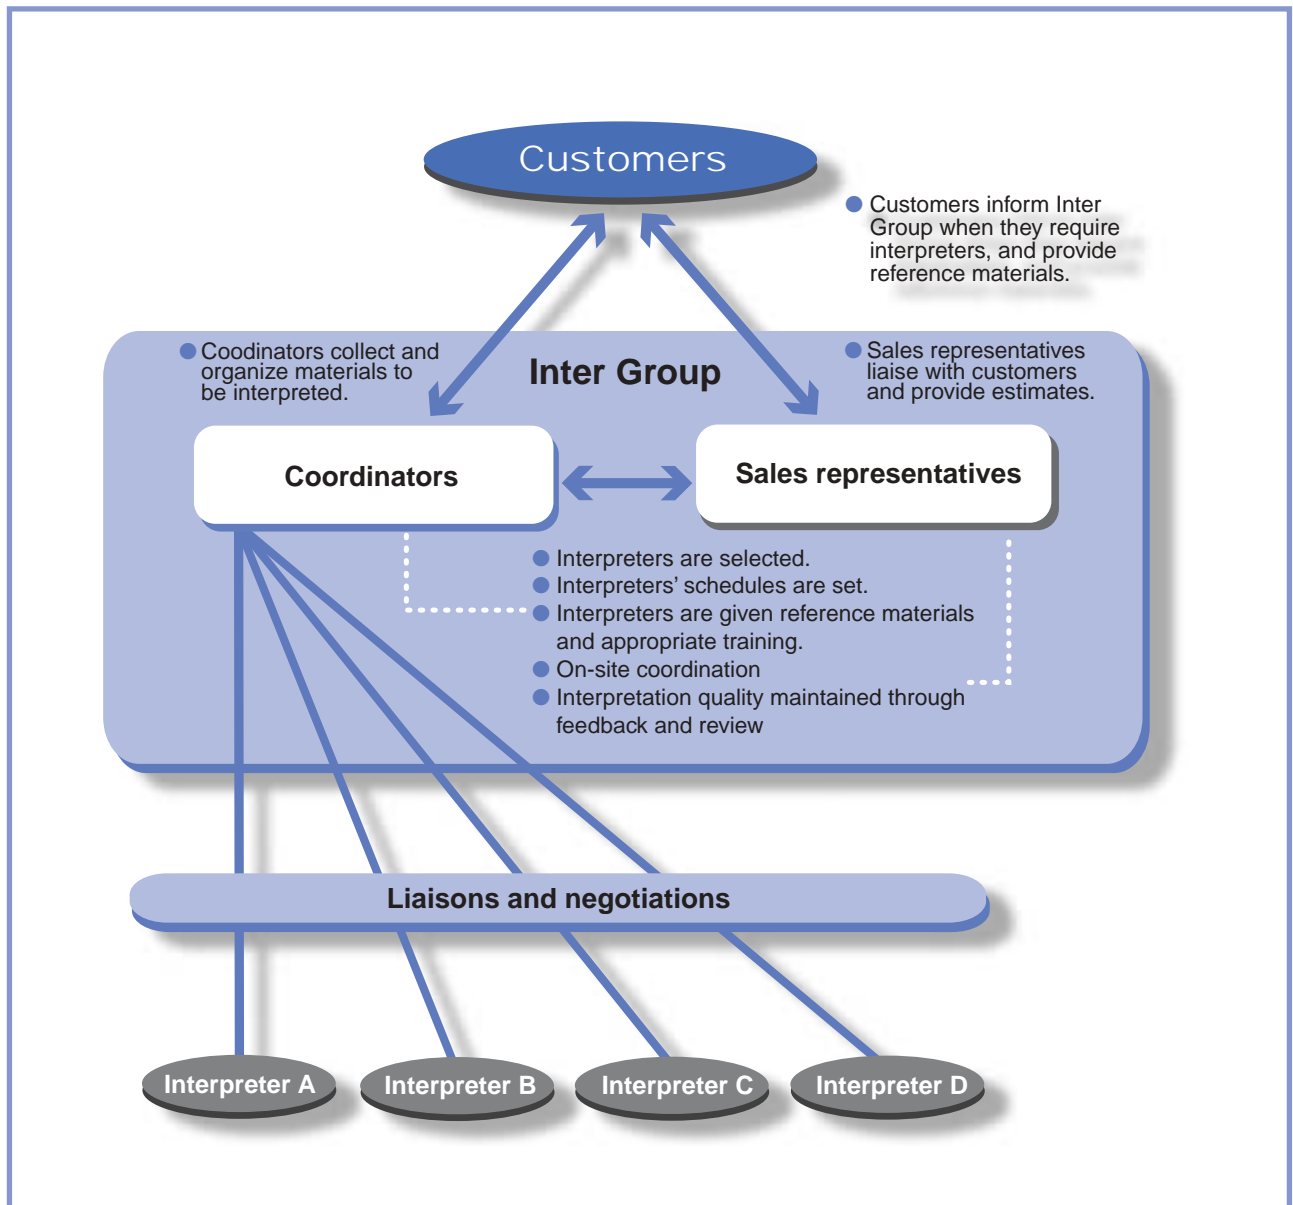 Customers
● Customers inform Inter
Group when they require
interpreters, and provide
reference materials.
● Coodinators collect and
organize materials to
be interpreted.
Inter Group
● Sales representatives
liaise with customers
and provide estimates.
Coordinators
Sales representatives
● Interpreters are selected.
● Interpreters’ schedules are set.
● Interpreters are given reference materials
and appropriate training.
● On-site coordination
● Interpretation quality maintained through
feedback and review
Liaisons and negotiations
Interpreter A
Interpreter B
Interpreter C
Interpreter D